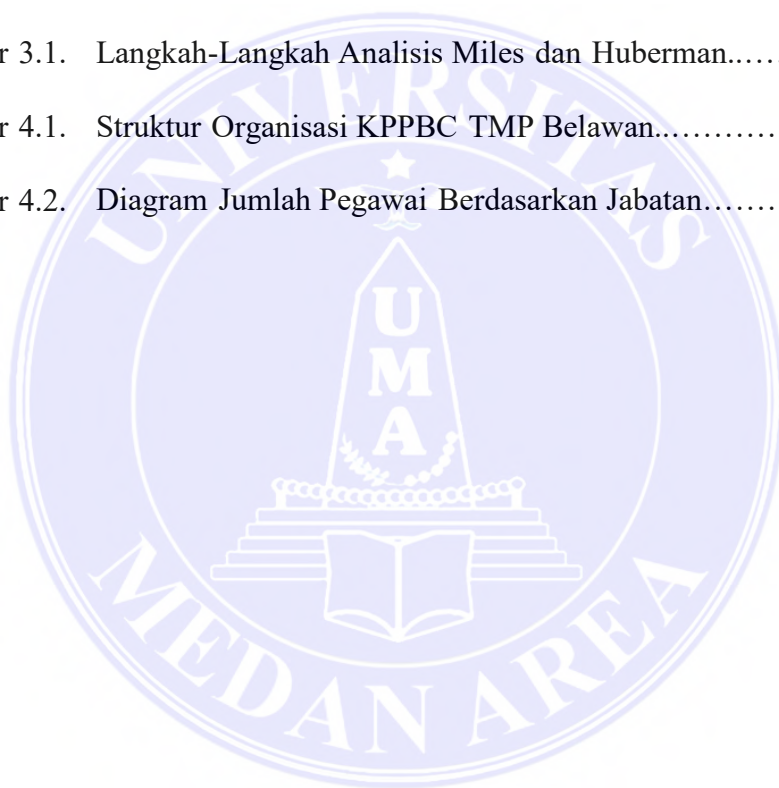 r 3.1. Langkah-Langkah Analisis Miles dan Huberman..….
r 4.1. Struktur Organisasi KPPBC TMP Belawan.…………
r 4.2. Diagram Jumlah Pegawai Berdasarkan Jabatan…….
UNIVERSITAS
U
M
A
MEDAN AREA